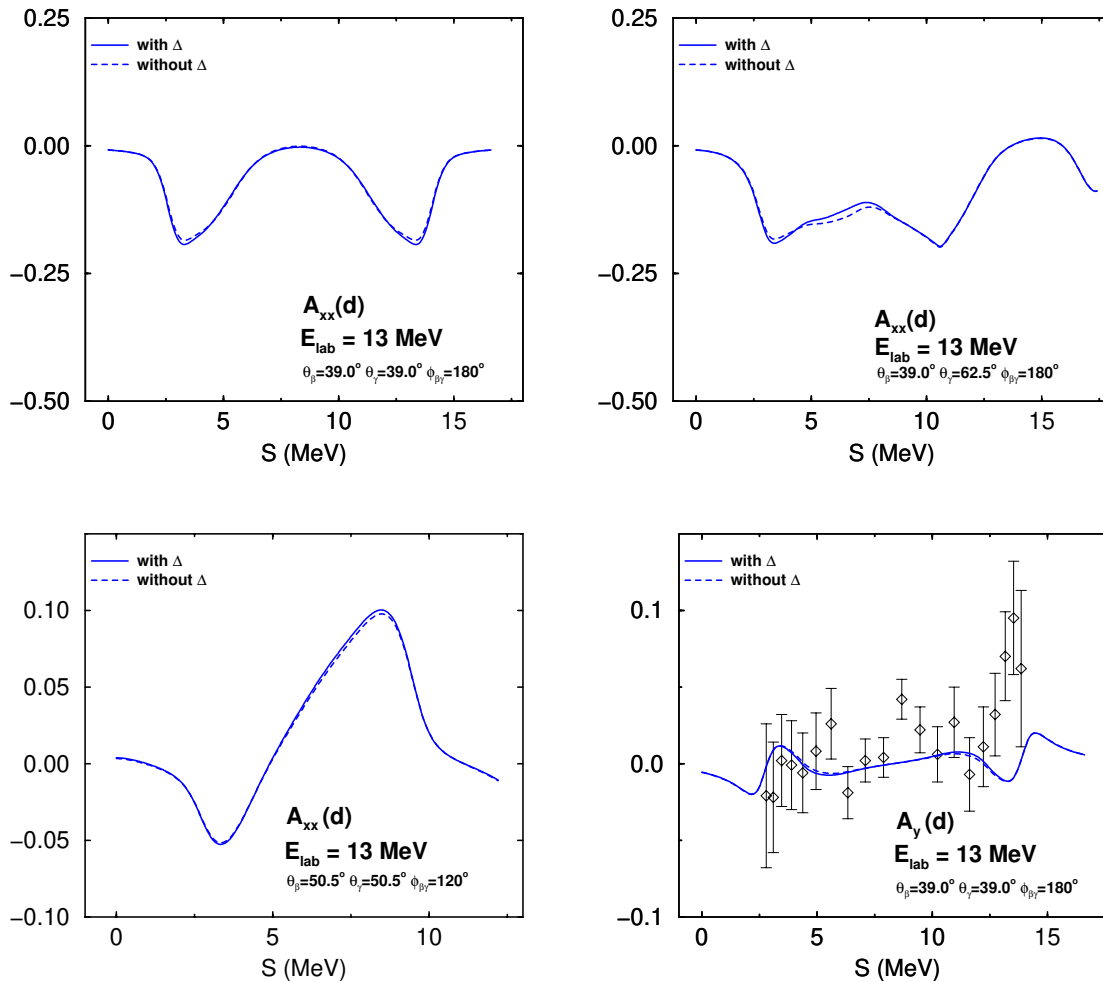 0.25
0.00
−0.25
−0.50
with Δ
without Δ
A_xx(d)
E_lab = 13 MeV
θ_β=39.0° θ_γ=39.0° ϕ_βγ=180°
0 5 10 15
S (MeV)
0.25
0.00
−0.25
−0.50
with Δ
without Δ
A_xx(d)
E_lab = 13 MeV
θ_β=39.0° θ_γ=62.5° ϕ_βγ=180°
0 5 10 15
S (MeV)
0.10
0.05
0.00
−0.05
−0.10
with Δ
without Δ
A_xx(d)
E_lab = 13 MeV
θ_β=50.5° θ_γ=50.5° ϕ_βγ=120°
0 5 10
S (MeV)
0.1
0.0
−0.1
with Δ
without Δ
A_y(d)
E_lab = 13 MeV
θ_β=39.0° θ_γ=39.0° ϕ_βγ=180°
0 5 10 15
S (MeV)